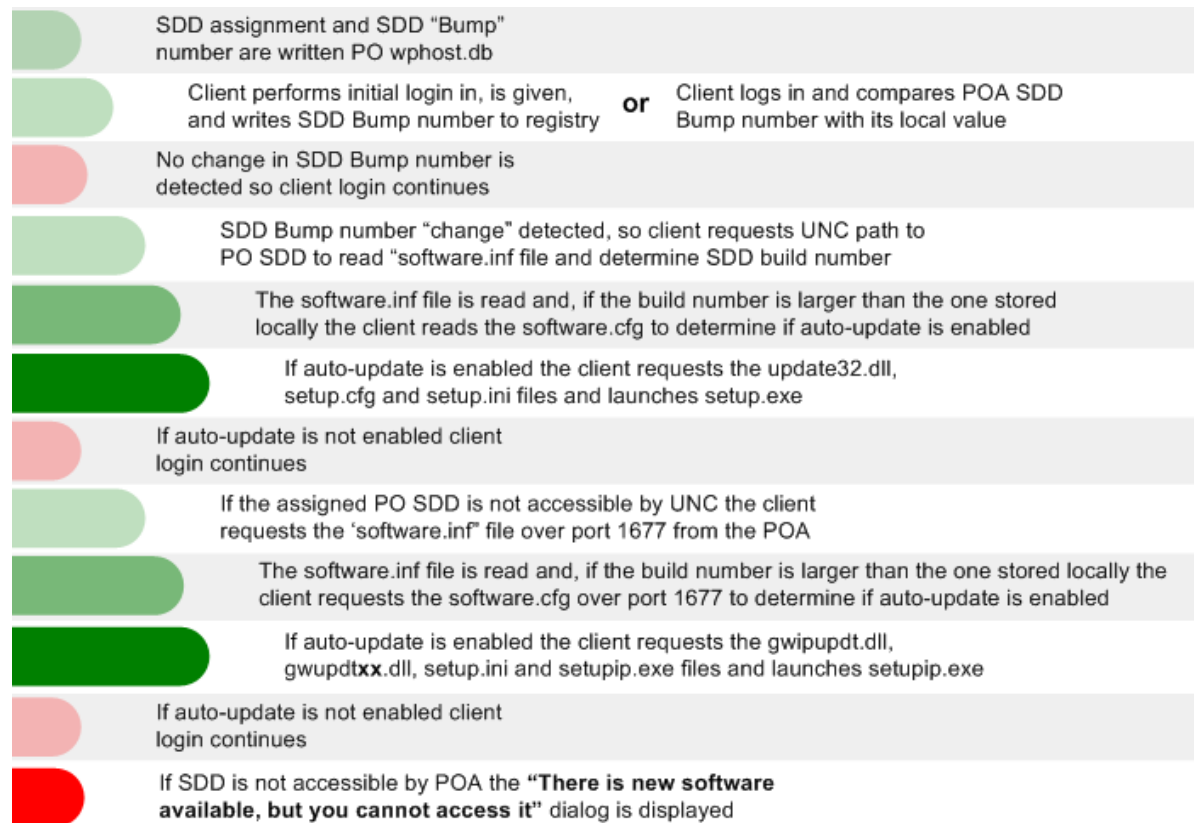 SDD assignment and SDD “Bump”
number are written PO wphost.db
Client performs initial login in, is given,
and writes SDD Bump number to registry
or
Client logs in and compares POA SDD
Bump number with its local value
No change in SDD Bump number is
detected so client login continues
SDD Bump number “change” detected, so client requests UNC path to
PO SDD to read “software.inf file and determine SDD build number
The software.inf file is read and, if the build number is larger than the one stored
locally the client reads the software.cfg to determine if auto-update is enabled
If auto-update is enabled the client requests the update32.dll,
setup.cfg and setup.ini files and launches setup.exe
If auto-update is not enabled client
login continues
If the assigned PO SDD is not accessible by UNC the client
requests the ‘software.inf” file over port 1677 from the POA
The software.inf file is read and, if the build number is larger than the one stored locally the
client requests the software.cfg over port 1677 to determine if auto-update is enabled
If auto-update is enabled the client requests the gwipupdt.dll,
gwupdtxx.dll, setup.ini and setupip.exe files and launches setupip.exe
If auto-update is not enabled client
login continues
If SDD is not accessible by POA the “There is new software
available, but you cannot access it” dialog is displayed